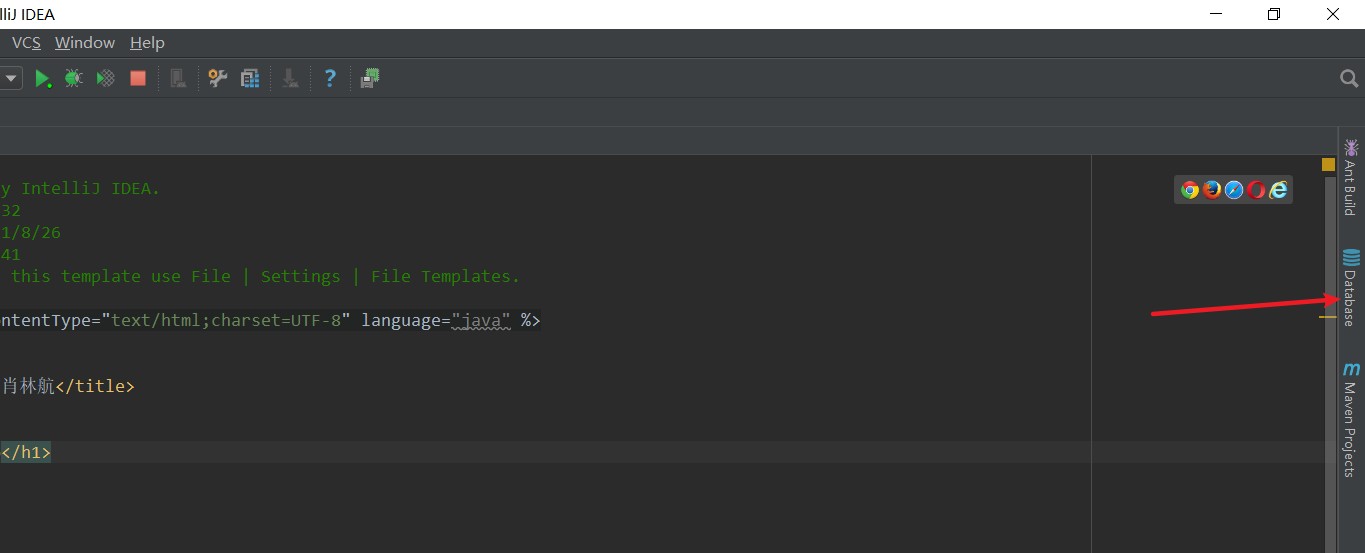 lliJ IDEA
VCS Window Help
y IntelliJ IDEA.
32
1/8/26
41
this template use File | Settings | File Templates.
ontentType="text/html;charset=UTF-8" language="java" %>
肖林航</title>
</h1>
Ant Build
Database
m Maven Projects